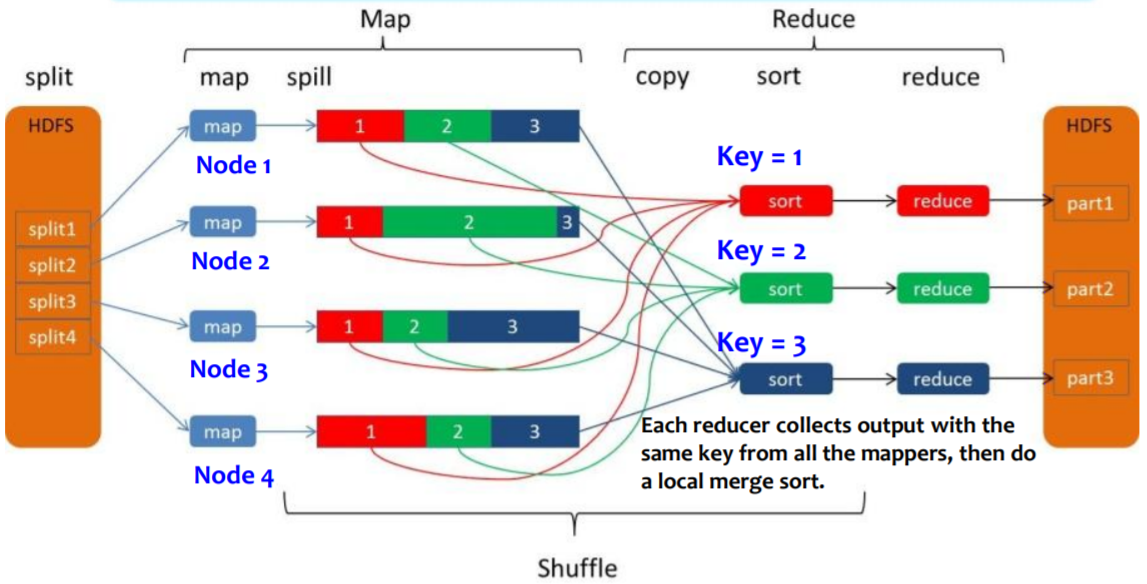 Map
Reduce
split
map
spill
copy
sort
reduce
HDFS
split1
split2
split3
split4
map
1
2
3
Node 1
map
1
2
3
Node 2
map
1
2
3
Node 3
map
1
2
3
Node 4
Key = 1
sort
reduce
Key = 2
sort
reduce
Key = 3
sort
reduce
HDFS
part1
part2
part3
Each reducer collects output with the
same key from all the mappers, then do
a local merge sort.
Shuffle